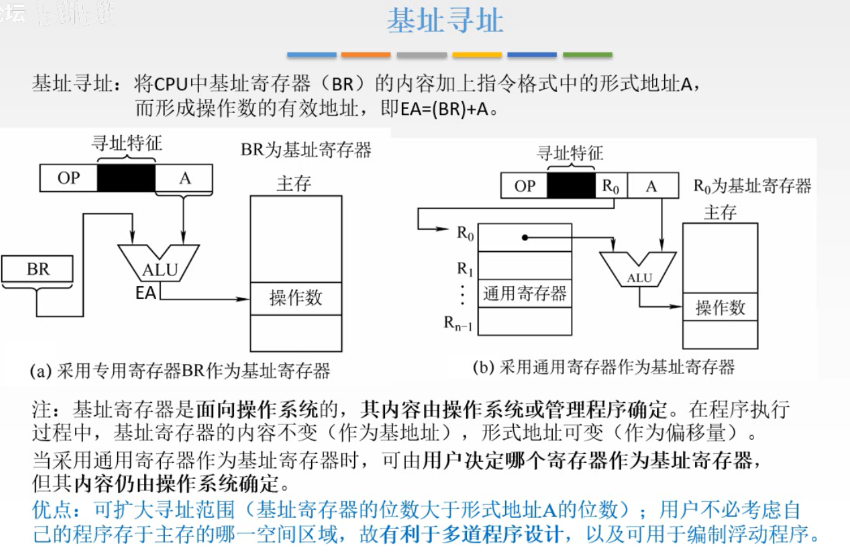 论坛
基址寻址
基址寻址：将CPU中基址寄存器（BR）的内容加上指令格式中的形式地址A，
而形成操作数的有效地址，即EA=(BR)+A。
寻址特征
BR为基址寄存器
OP
A
主存
BR
ALU
EA
操作数
(a) 采用专用寄存器BR作为基址寄存器
寻址特征
OP
R₀
A
R₀为基址寄存器
主存
R₀
R₁
⋮
通用寄存器
Rₙ₋₁
ALU
操作数
(b) 采用通用寄存器作为基址寄存器
注：基址寄存器是面向操作系统的，其内容由操作系统或管理程序确定。在程序执行
过程中，基址寄存器的内容不变（作为基地址），形式地址可变（作为偏移量）。
当采用通用寄存器作为基址寄存器时，可由用户决定哪个寄存器作为基址寄存器，
但其内容仍由操作系统确定。
优点：可扩大寻址范围（基址寄存器的位数大于形式地址A的位数）；用户不必考虑自
己的程序存于主存的哪一空间区域，故有利于多道程序设计，以及可用于编制浮动程序。